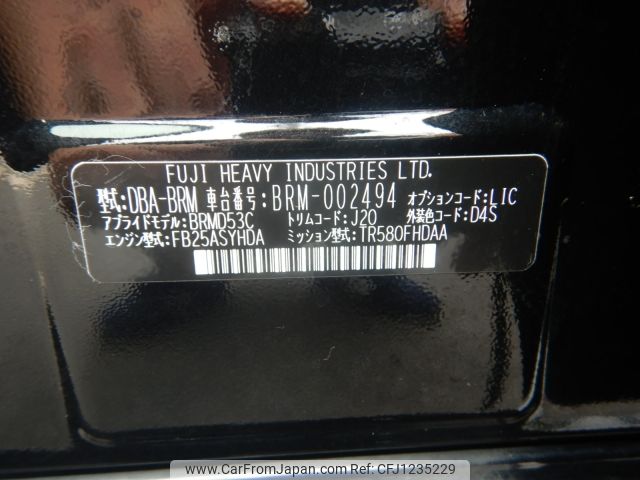 FUJI HEAVY INDUSTRIES LTD.
型式:DBA-BRM 車台番号:BRM-002494 オプションコード:LIC
アプライドモデル:BRMD53C トリムコード:J20 外装色コード:D4S
エンジン型式:FB25ASYHDA ミッション型式:TR580FHDAA
www.CarFromJapan.com - CFJ1235229